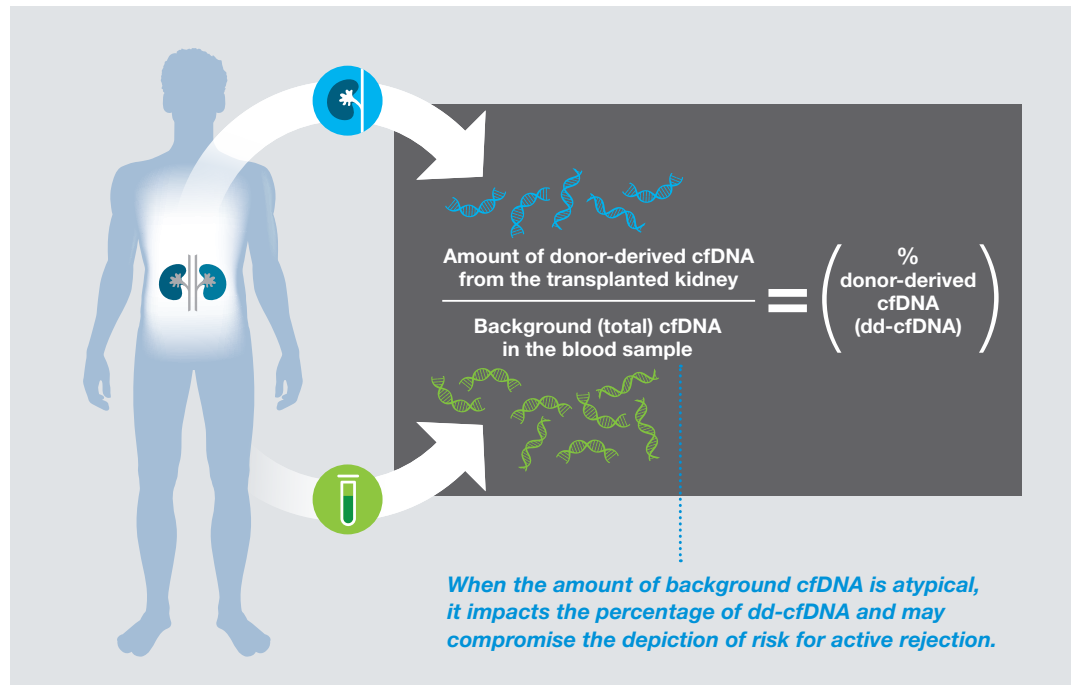 Amount of donor-derived cfDNA
from the transplanted kidney
Background (total) cfDNA
in the blood sample
=
(
%
donor-derived
cfDNA
(dd-cfDNA)
)
When the amount of background cfDNA is atypical,
it impacts the percentage of dd-cfDNA and may
compromise the depiction of risk for active rejection.